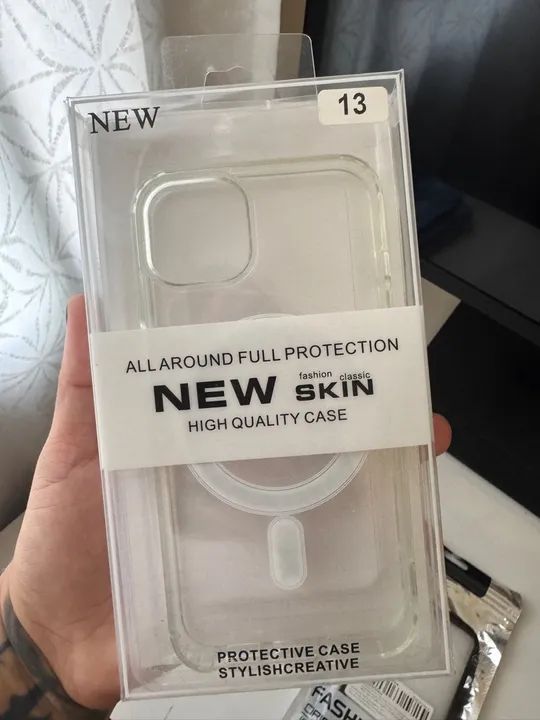 NEW
13
ALL AROUND FULL PROTECTION
fashion classic
NEW SKIN
HIGH QUALITY CASE
PROTECTIVE CASE
STYLISHCREATIVE